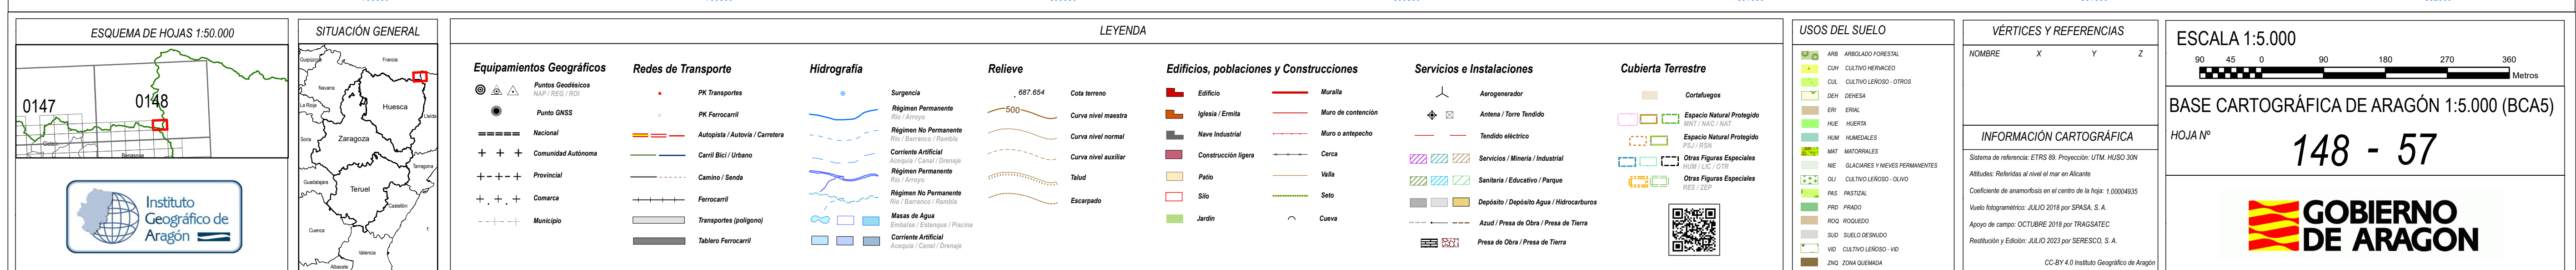 ESQUEMA DE HOJAS 1:50.000
0147
0148
Benasque
SITUACIÓN GENERAL
Guipúzcoa
Francia
Navarra
La Rioja
Huesca
Lleida
Soria
Zaragoza
Tarragona
Guadalajara
Teruel
Castellón
Cuenca
Valencia
Albacete
Instituto
Geográfico de
Aragón
LEYENDA
Equipamientos Geográficos
Puntos Geodésicos
NAP / REG / ROI
Punto GNSS
Nacional
Comunidad Autónoma
Provincial
Comarca
Municipio
Redes de Transporte
PK Transportes
PK Ferrocarril
Autopista / Autovía / Carretera
Carril Bici / Urbano
Camino / Senda
Ferrocarril
Transportes (polígono)
Tablero Ferrocarril
Hidrografía
Surgencia
Régimen Permanente
Río / Arroyo
Régimen No Permanente
Río / Barranco / Rambla
Corriente Artificial
Acequia / Canal / Drenaje
Régimen Permanente
Río / Arroyo
Régimen No Permanente
Río / Barranco / Rambla
Masas de Agua
Embalse / Estanque / Piscina
Corriente Artificial
Acequia / Canal / Drenaje
Relieve
687.654 Cota terreno
500 Curva nivel maestra
Curva nivel normal
Curva nivel auxiliar
Talud
Escarpado
Edificios, poblaciones y Construcciones
Edificio
Iglesia / Ermita
Nave Industrial
Construcción ligera
Patio
Silo
Jardín
Muralla
Muro de contención
Muro o antepecho
Cerca
Valla
Seto
Cueva
Servicios e Instalaciones
Aerogenerador
Antena / Torre Tendido
Tendido eléctrico
Servicios / Minería / Industrial
Sanitaria / Educativo / Parque
Depósito / Depósito Agua / Hidrocarburos
Azud / Presa de Obra / Presa de Tierra
Presa de Obra / Presa de Tierra
Cubierta Terrestre
Cortafuegos
Espacio Natural Protegido
MNT / NAC / NAT
Espacio Natural Protegido
PSJ / RSN
Otras Figuras Especiales
HUM / LIC / OTR
Otras Figuras Especiales
RES / ZEP
USOS DEL SUELO
ARB ARBOLADO FORESTAL
CUH CULTIVO HERVACEO
CUL CULTIVO LEÑOSO - OTROS
DEH DEHESA
ERI ERIAL
HUE HUERTA
HUM HUMEDALES
MAT MATORRALES
NIE GLACIARES Y NIEVES PERMANENTES
OLI CULTIVO LEÑOSO - OLIVO
PAS PASTIZAL
PRD PRADO
ROQ ROQUEDO
SUD SUELO DESNUDO
VID CULTIVO LEÑOSO - VID
ZNQ ZONA QUEMADA
VÉRTICES Y REFERENCIAS
NOMBRE X Y Z
INFORMACIÓN CARTOGRÁFICA
Sistema de referencia: ETRS 89. Proyección: UTM. HUSO 30N
Altitudes: Referidas al nivel el mar en Alicante
Coeficiente de anamorfosis en el centro de la hoja: 1.00004935
Vuelo fotogramétrico: JULIO 2018 por SPASA, S. A.
Apoyo de campo: OCTUBRE 2018 por TRAGSATEC
Restitución y Edición: JULIO 2023 por SERESCO, S. A.
CC-BY 4.0 Instituto Geográfico de Aragón
ESCALA 1:5.000
90 45 0 90 180 270 360
Metros
BASE CARTOGRÁFICA DE ARAGÓN 1:5.000 (BCA5)
HOJA Nº
148 - 57
GOBIERNO
DE ARAGON